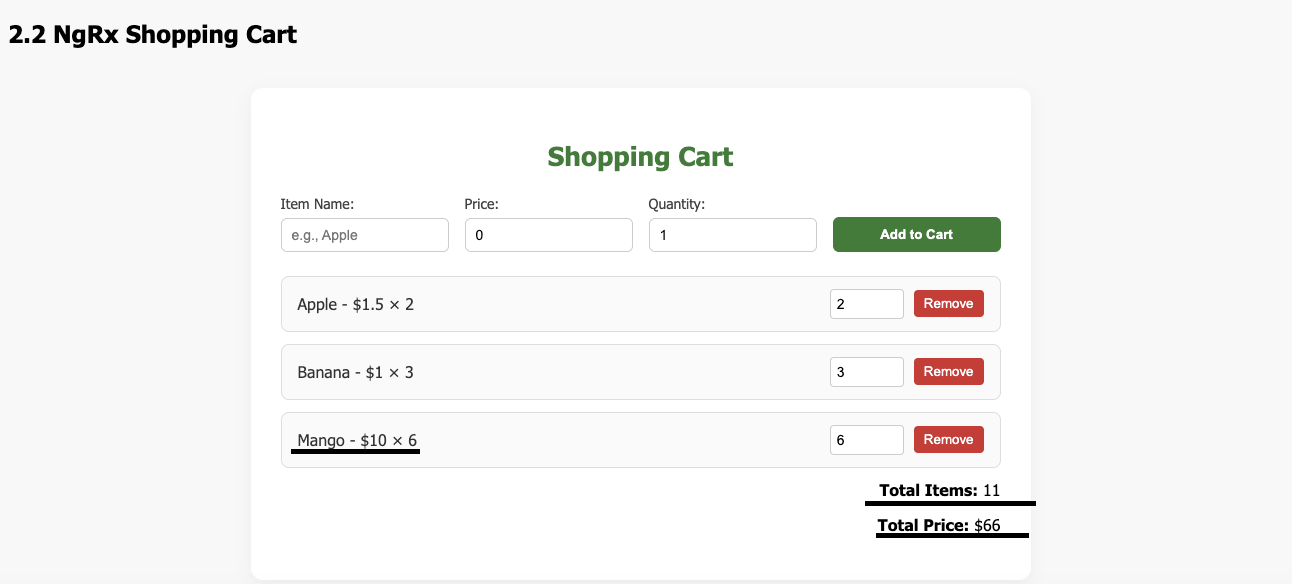 2.2 NgRx Shopping Cart
Shopping Cart
Item Name: Price: Quantity:
e.g., Apple 0 1 Add to Cart
Apple - $1.5 × 2 2 Remove
Banana - $1 × 3 3 Remove
Mango - $10 × 6 6 Remove
Total Items: 11
Total Price: $66